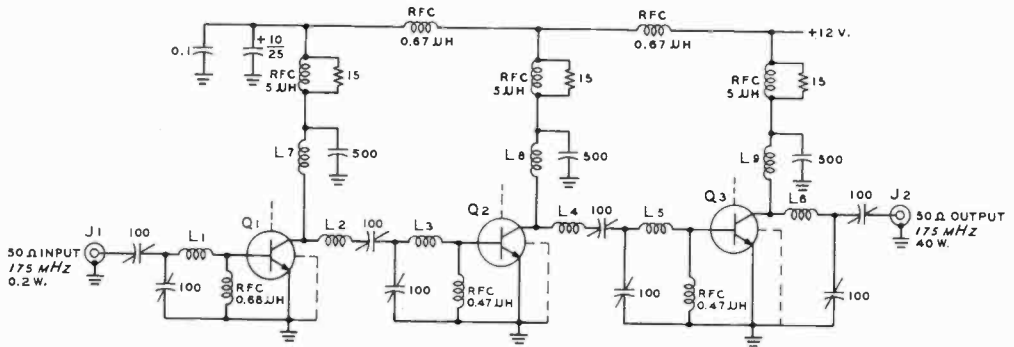 RFC
0.67 µH
RFC
0.67 µH
+12 V.
0.1
+ 10
25
RFC
5 µH
15
RFC
5 µH
15
RFC
5 µH
15
L7
500
L8
500
L9
500
J1
50 Ω INPUT
175 MHz
0.2 W.
100
L1
Q1
L2
100
L3
Q2
L4
100
L5
Q3
L6
100
J2
50 Ω OUTPUT
175 MHz
40 W.
100
RFC
0.68 µH
100
RFC
0.47 µH
100
RFC
0.47 µH
100